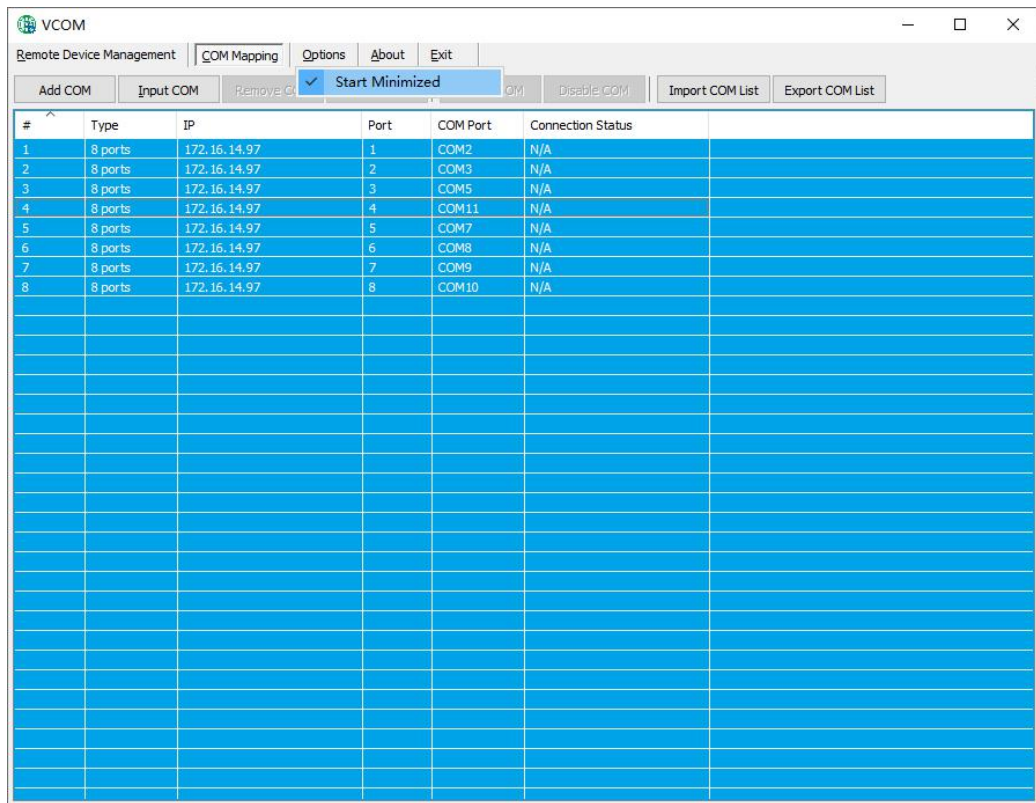 VCOM
Remote Device Management COM Mapping Options About Exit
Start Minimized
Add COM Input COM Remove OM Disable COM Import COM List Export COM List
# Type IP Port COM Port Connection Status
1 8 ports 172.16.14.97 1 COM2 N/A
2 8 ports 172.16.14.97 2 COM3 N/A
3 8 ports 172.16.14.97 3 COM5 N/A
4 8 ports 172.16.14.97 4 COM11 N/A
5 8 ports 172.16.14.97 5 COM7 N/A
6 8 ports 172.16.14.97 6 COM8 N/A
7 8 ports 172.16.14.97 7 COM9 N/A
8 8 ports 172.16.14.97 8 COM10 N/A